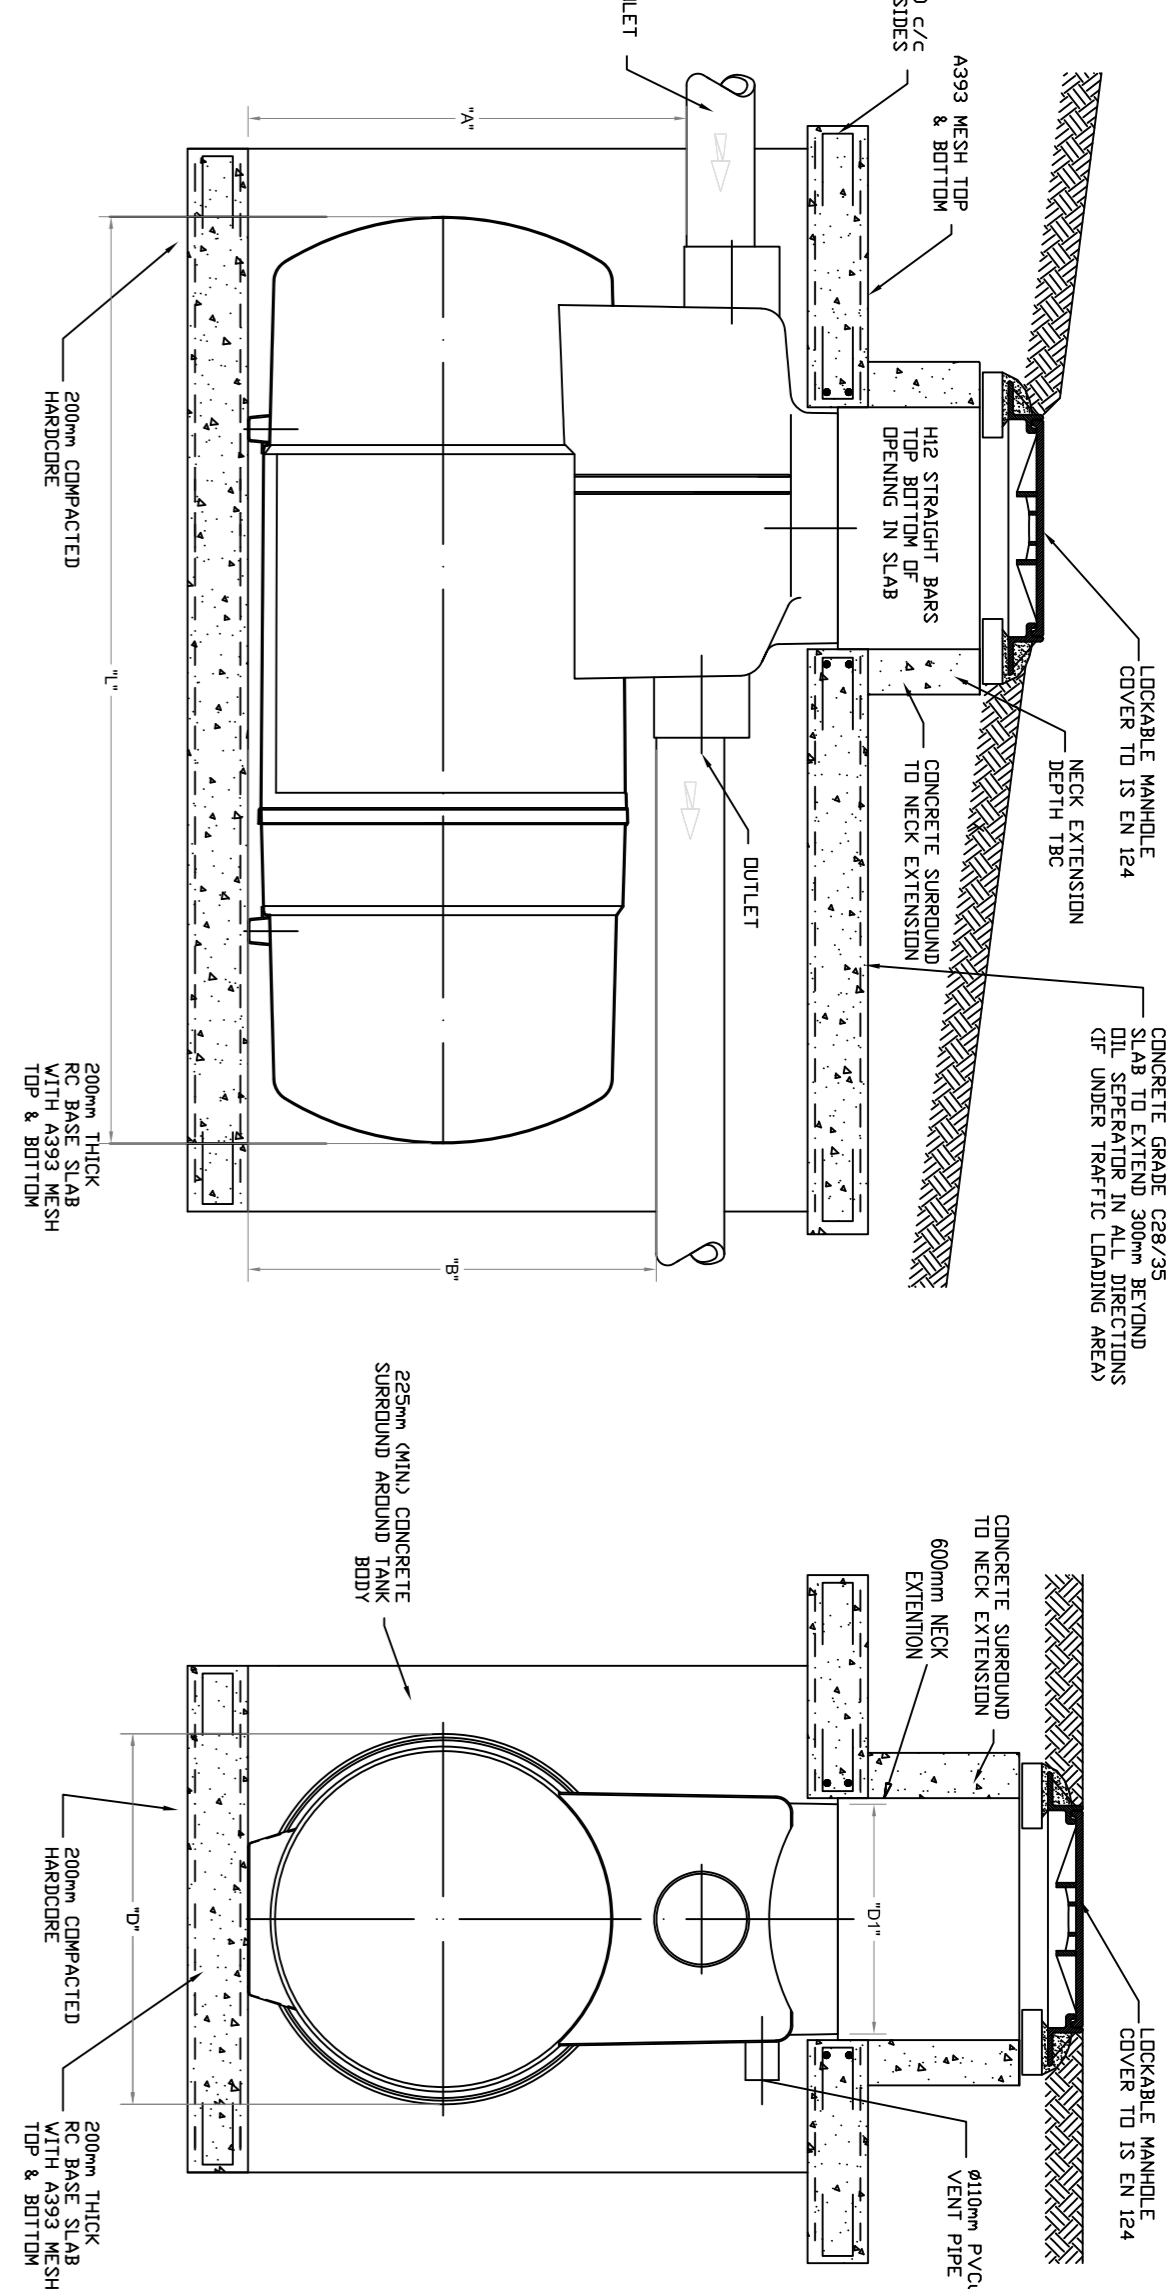 C/C
SIDES
A393 MESH TOP
& BOTTOM
"A"
H12 STRAIGHT BARS
TOP BOTTOM OF
OPENING IN SLAB
LOCKABLE MANHOLE
COVER TO IS EN 124
NECK EXTENSION
DEPTH TBC
CONCRETE SURROUND
TO NECK EXTENSION
CONCRETE GRADE C28/35
SLAB TO EXTEND 300mm BEYOND
OIL SEPERATOR IN ALL DIRECTIONS
(IF UNDER TRAFFIC LOADING AREA)
OUTLET
"B"
"L"
200mm COMPACTED
HARDCORE
200mm THICK
RC BASE SLAB
WITH A393 MESH
TOP & BOTTOM
225mm (MIN.) CONCRETE
SURROUND AROUND TANK
BODY
CONCRETE SURROUND
TO NECK EXTENSION
600mm NECK
EXTENTION
"D1"
LOCKABLE MANHOLE
COVER TO IS EN 124
Ø110mm PVCu
VENT PIPE
"D"
200mm COMPACTED
HARDCORE
200mm THICK
RC BASE SLAB
WITH A393 MESH
TOP & BOTTOM